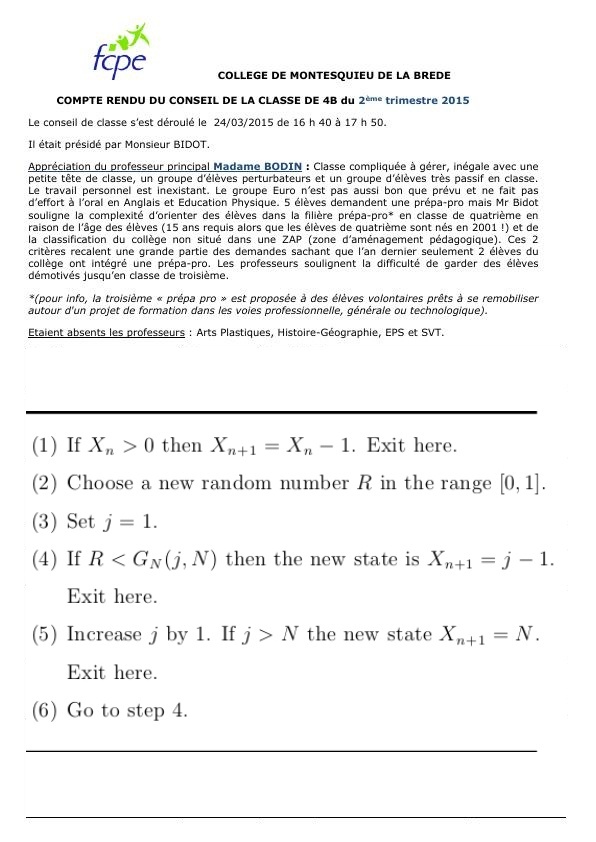 fcpe
COLLEGE DE MONTESQUIEU DE LA BREDE
COMPTE RENDU DU CONSEIL DE LA CLASSE DE 4B du 2ème trimestre 2015
Le conseil de classe s'est déroulé le 24/03/2015 de 16 h 40 à 17 h 50.
Il était présidé par Monsieur BIDOT.
Appréciation du professeur principal Madame BODIN : Classe compliquée à gérer, inégale avec une
petite tête de classe, un groupe d'élèves perturbateurs et un groupe d'élèves très passif en classe.
Le travail personnel est inexistant. Le groupe Euro n'est pas aussi bon que prévu et ne fait pas
d'effort à l'oral en Anglais et Education Physique. 5 élèves demandent une prépa-pro mais Mr Bidot
souligne la complexité d'orienter des élèves dans la filière prépa-pro* en classe de quatrième en
raison de l'âge des élèves (15 ans requis alors que les élèves de quatrième sont nés en 2001 !) et de
la classification du collège non situé dans une ZAP (zone d'aménagement pédagogique). Ces 2
critères recalent une grande partie des demandes sachant que l'an dernier seulement 2 élèves du
collège ont intégré une prépa-pro. Les professeurs soulignent la difficulté de garder des élèves
démotivés jusqu'en classe de troisième.
*(pour info, la troisième « prépa pro » est proposée à des élèves volontaires prêts à se remobiliser
autour d'un projet de formation dans les voies professionnelle, générale ou technologique).
Etaient absents les professeurs : Arts Plastiques, Histoire-Géographie, EPS et SVT.
(1) If Xₙ > 0 then Xₙ₊₁ = Xₙ − 1. Exit here.
(2) Choose a new random number R in the range [0, 1].
(3) Set j = 1.
(4) If R < G_N(j, N) then the new state is Xₙ₊₁ = j − 1.
Exit here.
(5) Increase j by 1. If j > N the new state Xₙ₊₁ = N.
Exit here.
(6) Go to step 4.